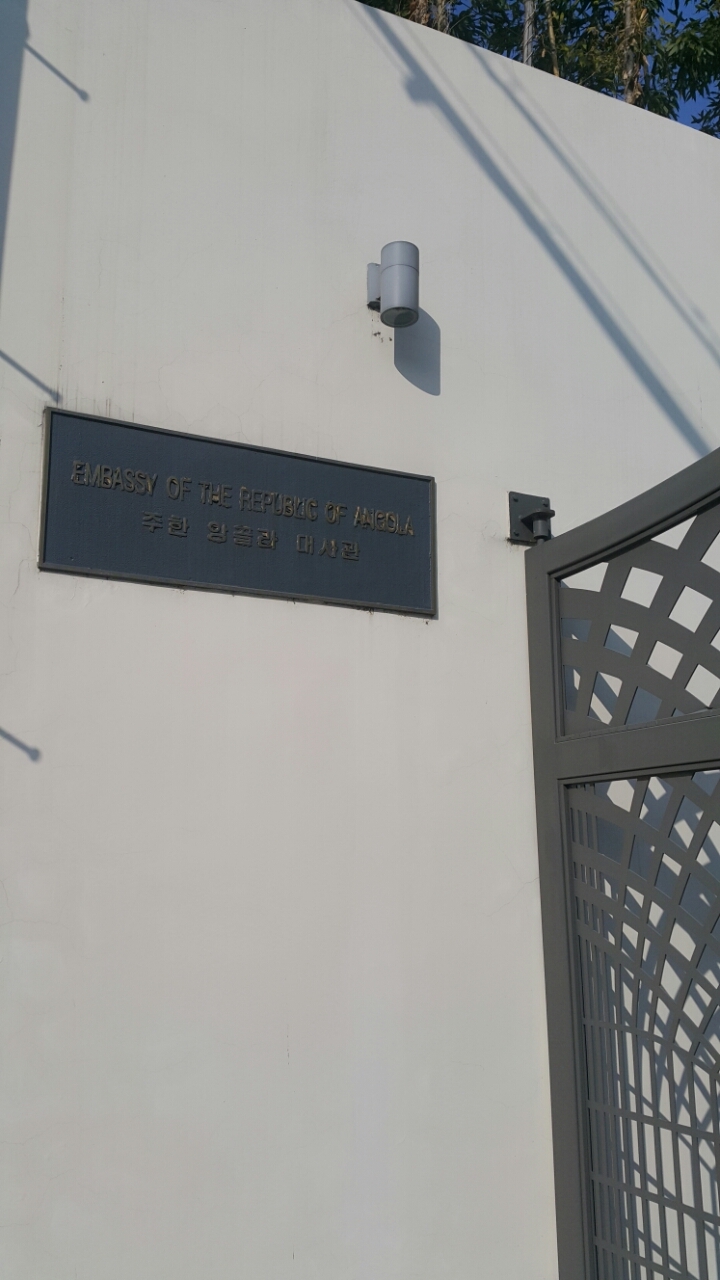 EMBASSY OF THE REPUBLIC OF ANGOLA
주한 앙골라 대사관